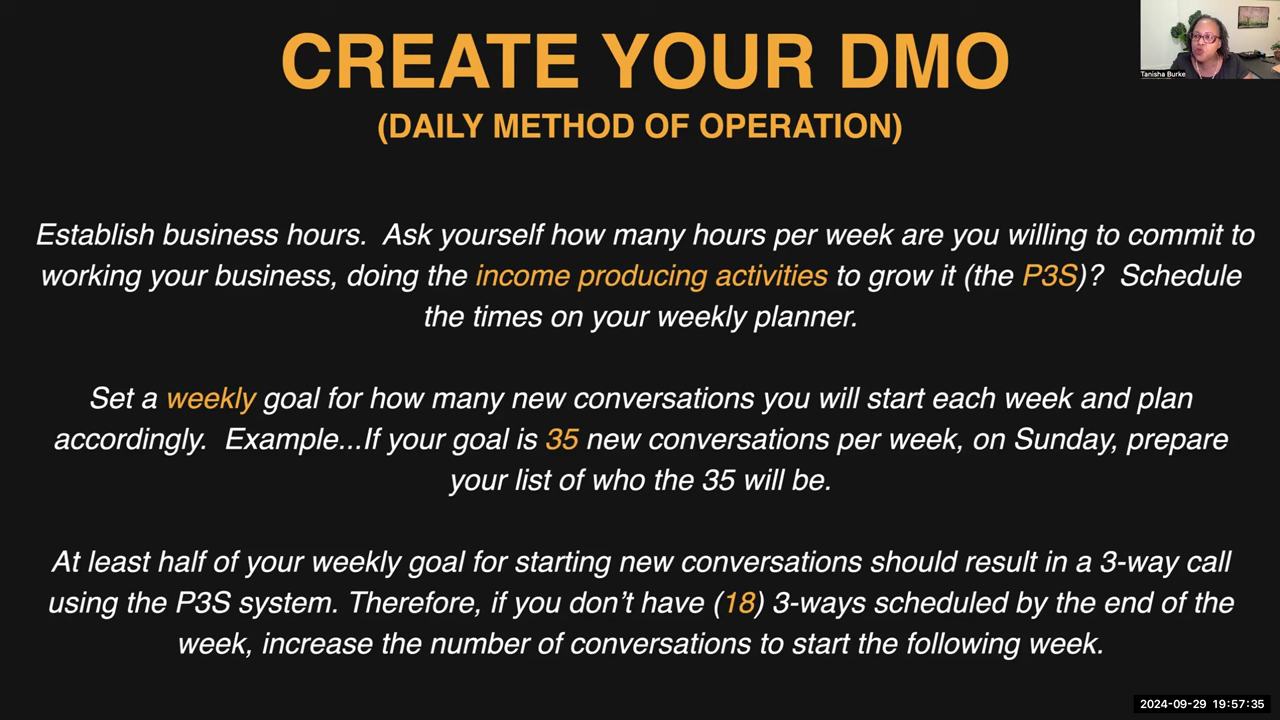 CREATE YOUR DMO
(DAILY METHOD OF OPERATION)
Tanisha Burke
Establish business hours.  Ask yourself how many hours per week are you willing to commit to
working your business, doing the income producing activities to grow it (the P3S)?  Schedule
the times on your weekly planner.
Set a weekly goal for how many new conversations you will start each week and plan
accordingly.  Example...If your goal is 35 new conversations per week, on Sunday, prepare
your list of who the 35 will be.
At least half of your weekly goal for starting new conversations should result in a 3-way call
using the P3S system. Therefore, if you don’t have (18) 3-ways scheduled by the end of the
week, increase the number of conversations to start the following week.
2024-09-29 19:57:35